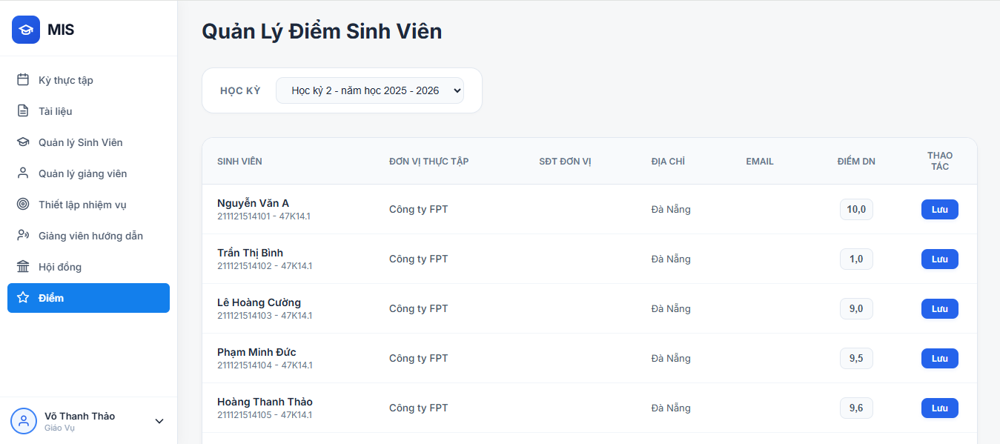 MIS
Kỳ thực tập
Tài liệu
Quản lý Sinh Viên
Quản lý giảng viên
Thiết lập nhiệm vụ
Giảng viên hướng dẫn
Hội đồng
Điểm
Võ Thanh Thảo
Giáo Vụ
Quản Lý Điểm Sinh Viên
HỌC KỲ
Học kỳ 2 - năm học 2025 - 2026
SINH VIÊN ĐƠN VỊ THỰC TẬP SĐT ĐƠN VỊ ĐỊA CHỈ EMAIL ĐIỂM DN THAO TÁC
Nguyễn Văn A
211121514101 - 47K14.1
Công ty FPT Đà Nẵng 10,0 Lưu
Trần Thị Bình
211121514102 - 47K14.1
Công ty FPT Đà Nẵng 1,0 Lưu
Lê Hoàng Cường
211121514103 - 47K14.1
Công ty FPT Đà Nẵng 9,0 Lưu
Phạm Minh Đức
211121514104 - 47K14.1
Công ty FPT Đà Nẵng 9,5 Lưu
Hoàng Thanh Thảo
211121514105 - 47K14.1
Công ty FPT Đà Nẵng 9,6 Lưu